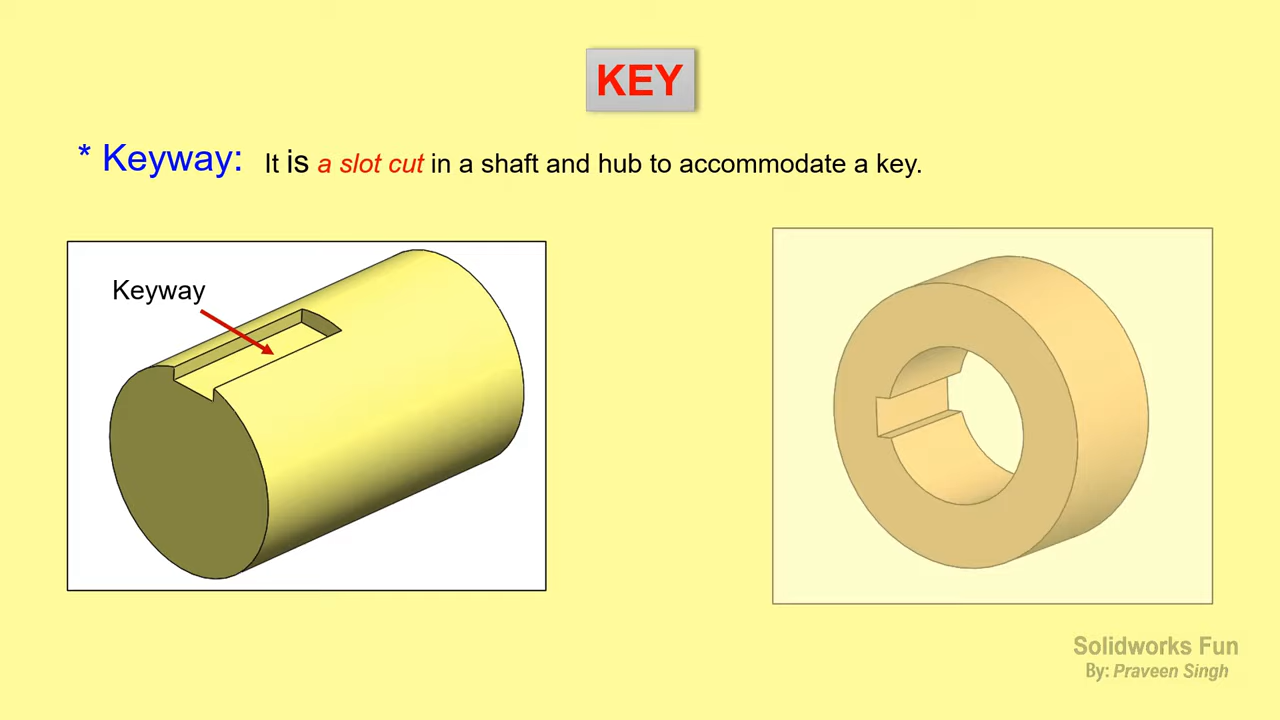 KEY
* Keyway: It is a slot cut in a shaft and hub to accommodate a key.
Keyway
Solidworks Fun
By: Praveen Singh